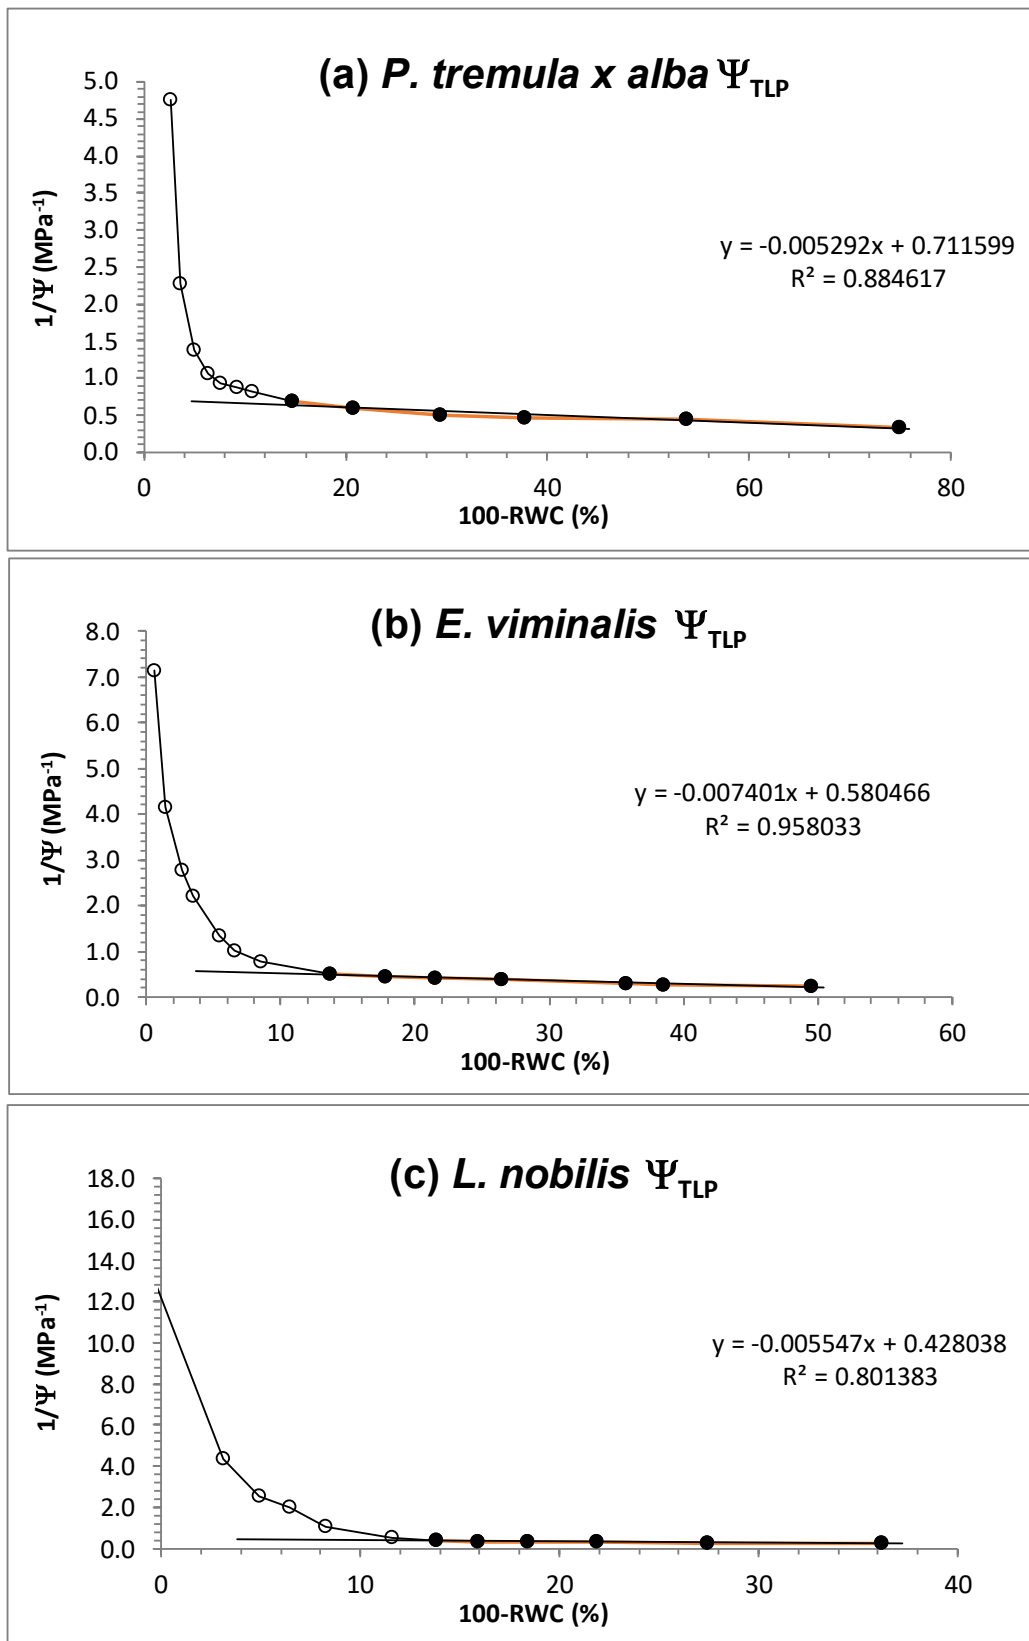 (a) P. tremula x alba Ψ_TLP
5.0
4.5
4.0
3.5
3.0
2.5
2.0
1.5
1.0
0.5
0.0
1/Ψ (MPa⁻¹)
y = -0.005292x + 0.711599
R² = 0.884617
0 20 40 60 80
100-RWC (%)
(b) E. viminalis Ψ_TLP
8.0
7.0
6.0
5.0
4.0
3.0
2.0
1.0
0.0
1/Ψ (MPa⁻¹)
y = -0.007401x + 0.580466
R² = 0.958033
0 10 20 30 40 50 60
100-RWC (%)
(c) L. nobilis Ψ_TLP
18.0
16.0
14.0
12.0
10.0
8.0
6.0
4.0
2.0
0.0
1/Ψ (MPa⁻¹)
y = -0.005547x + 0.428038
R² = 0.801383
0 10 20 30 40
100-RWC (%)